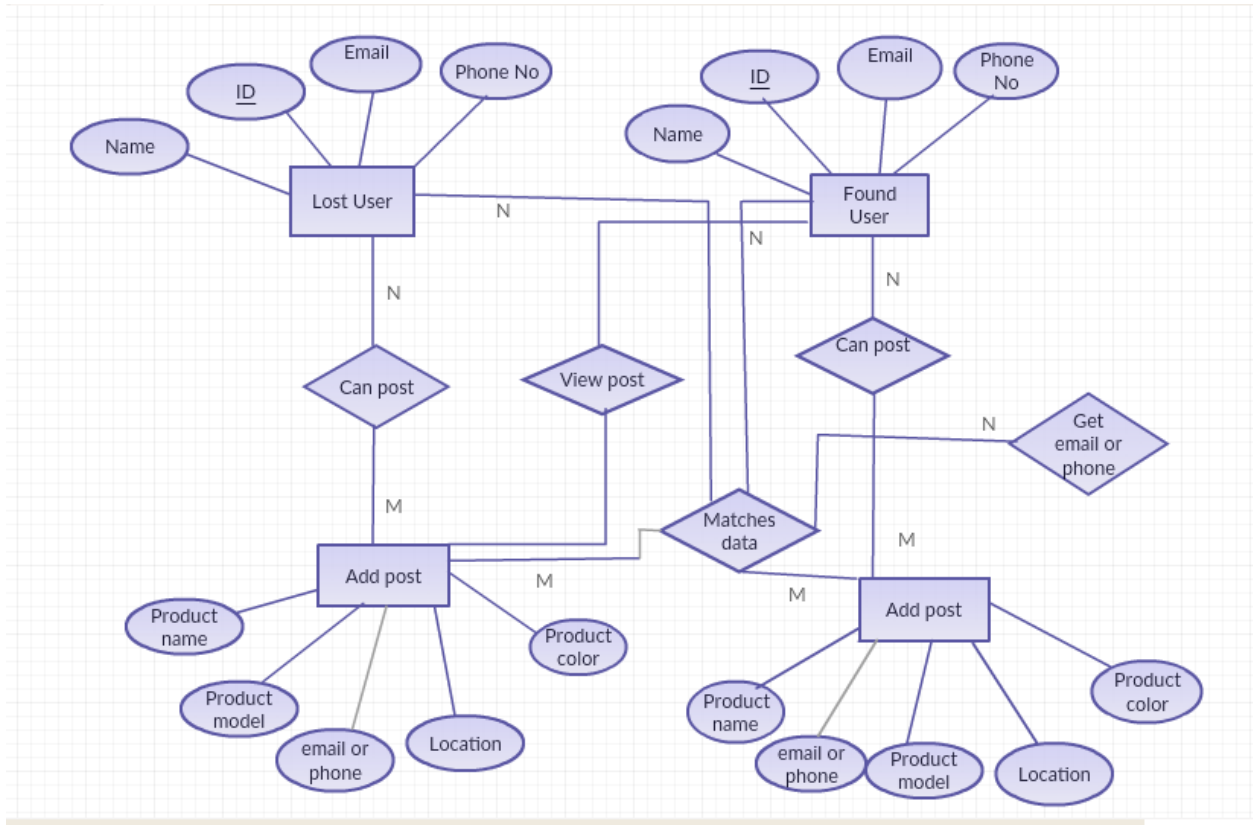 Email
Phone No
ID
Name
Lost User
Email
Phone
No
ID
Name
Found
User
N
N
N
N
Can post
View post
Can post
Get
email or
phone
N
M
Matches
data
M
Add post
M
M
Add post
Product
name
Product
model
email or
phone
Location
Product
color
Product
name
email or
phone
Product
model
Location
Product
color